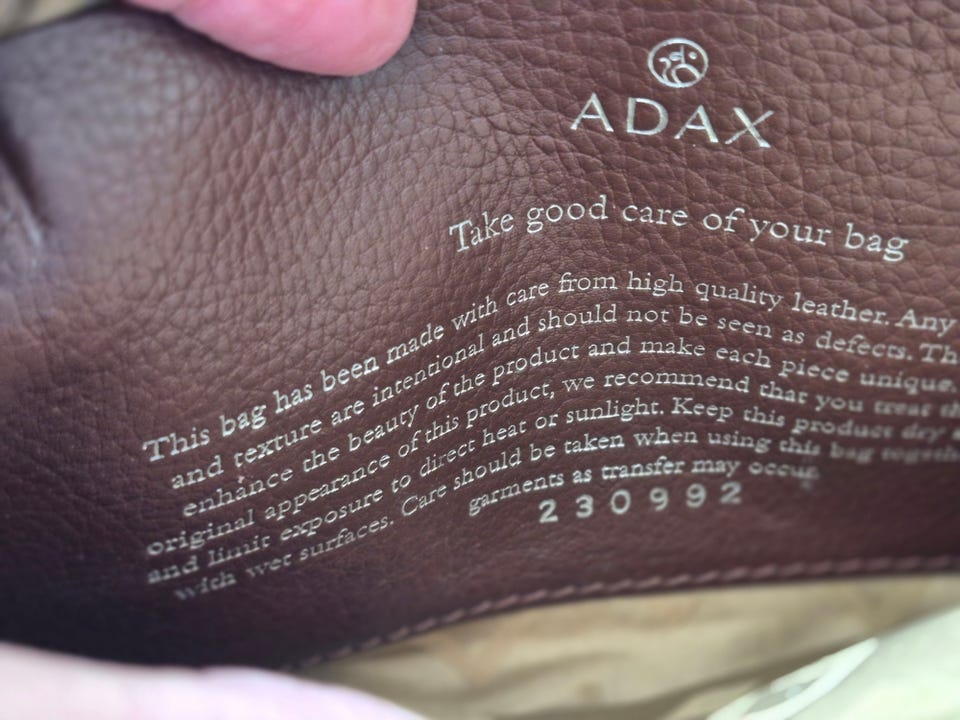 ADAX
Take good care of your bag
This bag has been made with care from high quality leather. Any
and texture are intentional and should not be seen as defects.
enhance the beauty of the product and make each piece unique.
original appearance of this product, we recommend that you treat
and limit exposure to direct heat or sunlight. Keep this product dry
with wet surfaces. Care should be taken when using this bag
garments as transfer may occur
230992